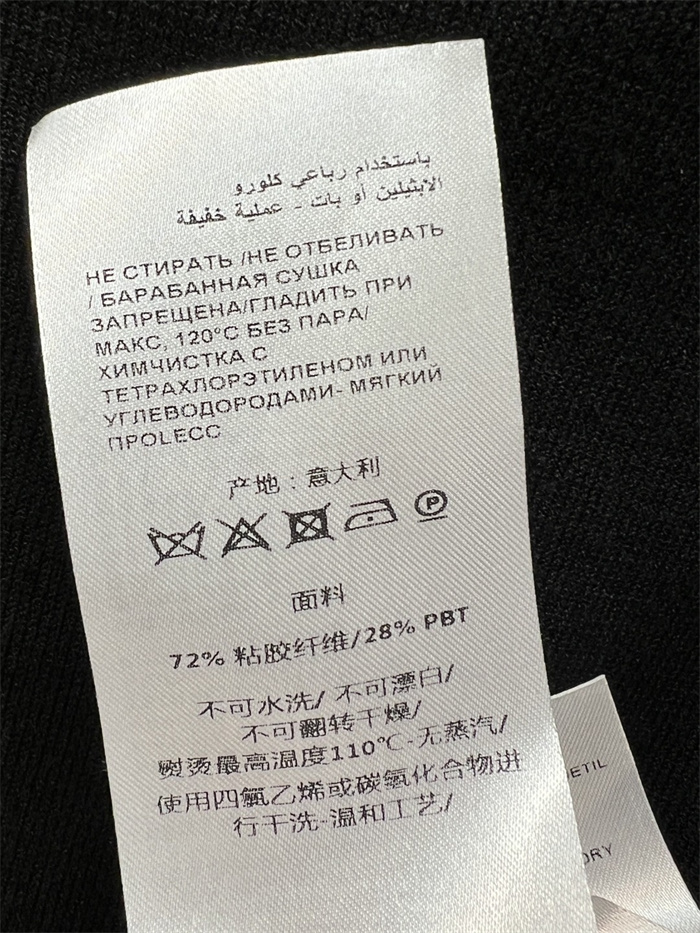 باستخدام رباعي كلورو
الابثيلين أو بات - عملية خفيفة
НЕ СТИРАТЬ /НЕ ОТБЕЛИВАТЬ
/ БАРАБАННАЯ СУШКА
ЗАПРЕЩЕНА/ГЛАДИТЬ ПРИ
МАКС, 120°C БЕЗ ПАРА/
ХИМЧИСТКА С
ТЕТРАХЛОРЭТИЛЕНОМ ИЛИ
УГЛЕВОДОРОДАМИ- МЯГКИЙ
ПРОLЕСС
产地：意大利
P
面料
72% 粘胶纤维/28% PBT
不可水洗/ 不可漂白/
不可翻转干燥/
熨烫最高温度110℃-无蒸汽/
使用四氯乙烯或碳氢化合物进
行干洗-温和工艺/
ETIL
DRY